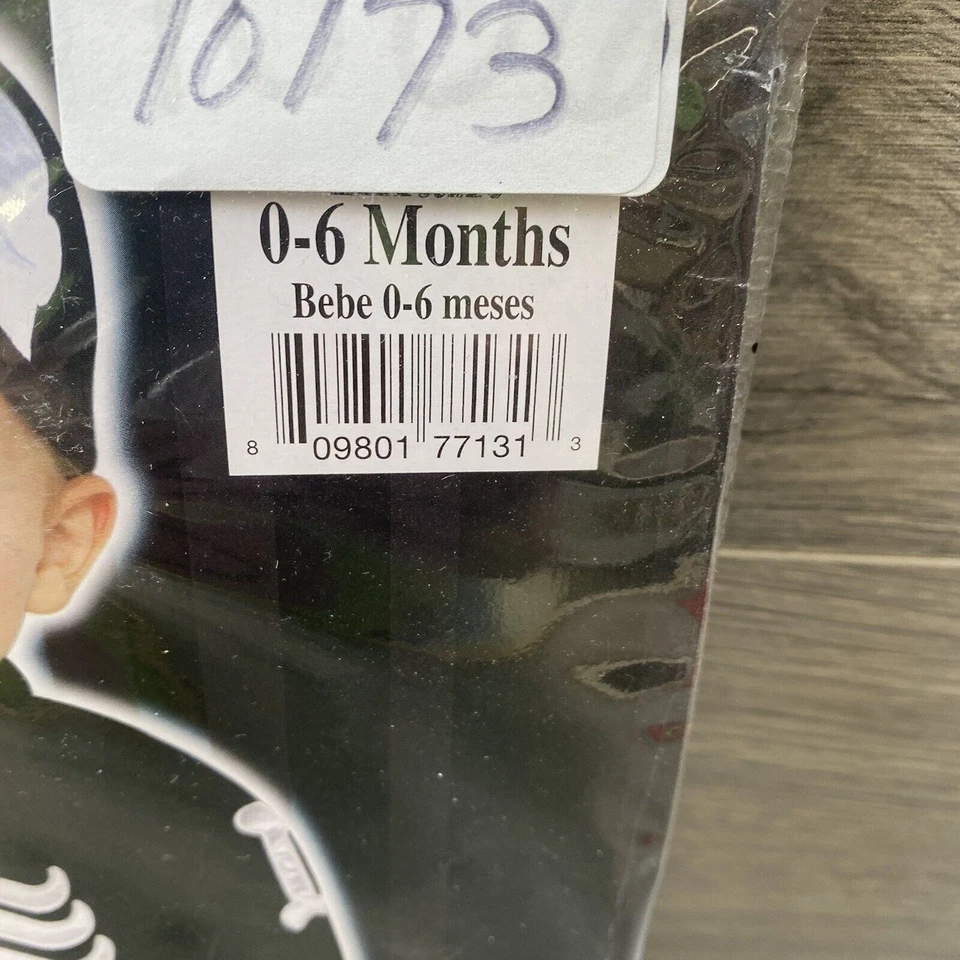 10173
0-6 Months
Bebe 0-6 meses
8 09801 77131 3